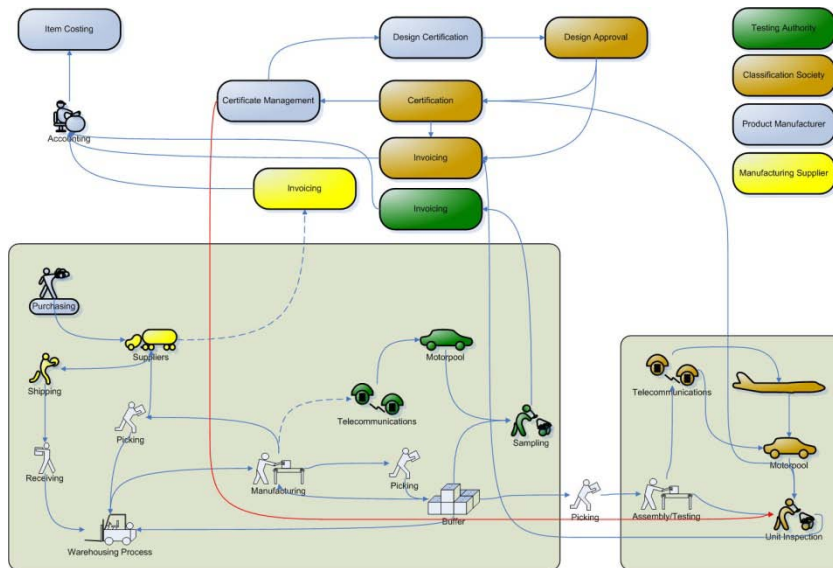 Item Costing
Design Certification
Design Approval
Testing Authority
Classification Society
Certificate Management
Certification
Product Manufacturer
Accounting
Invoicing
Manufacturing Supplier
Invoicing
Invoicing
Purchasing
Suppliers
Motorpool
Shipping
Telecommunications
Telecommunications
Picking
Sampling
Motorpool
Receiving
Manufacturing
Picking
Buffer
Picking
Assembly/Testing
Unit Inspection
Warehousing Process